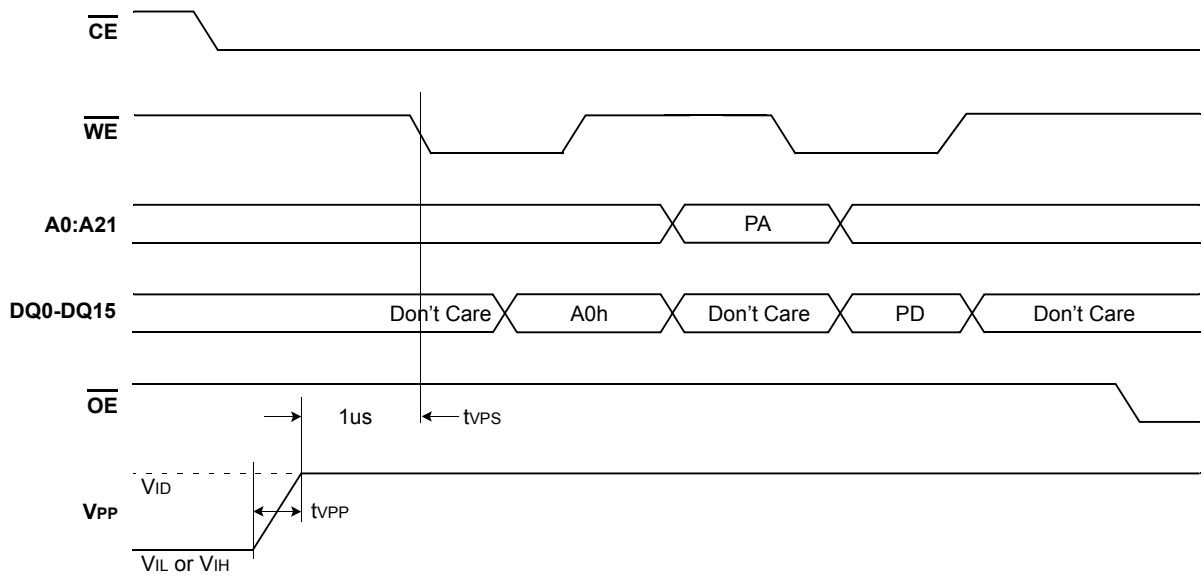 CE
WE
A0:A21
PA
DQ0-DQ15
Don't Care
A0h
Don't Care
PD
Don't Care
OE
1us
tVPS
VID
VPP
tVPP
VIL or VIH